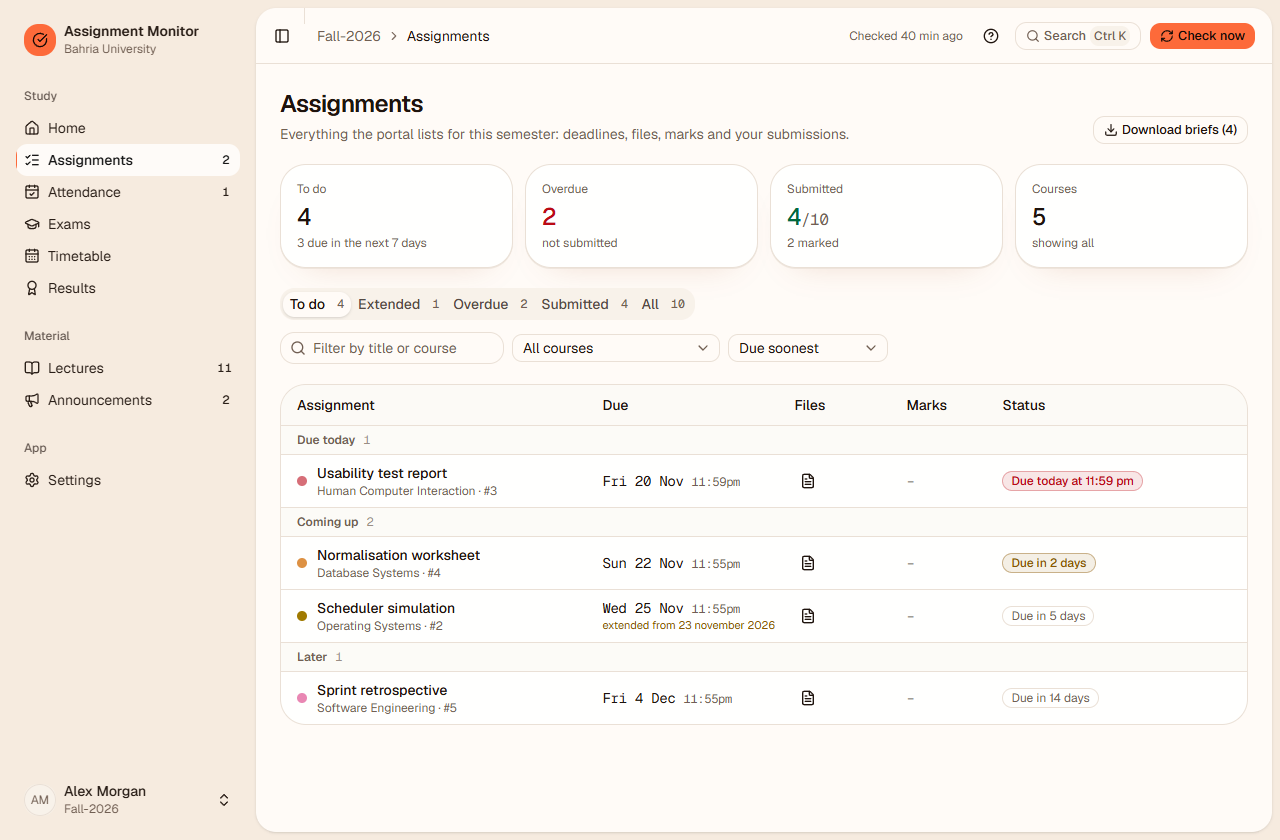 Assignment Monitor
Bahria University
Study
Home
Assignments 2
Attendance 1
Exams
Timetable
Results
Material
Lectures 11
Announcements 2
App
Settings
AM
Alex Morgan
Fall-2026
Fall-2026 > Assignments
Checked 40 min ago
Search Ctrl K
Check now
Assignments
Everything the portal lists for this semester: deadlines, files, marks and your submissions.
Download briefs (4)
To do
4
3 due in the next 7 days
Overdue
2
not submitted
Submitted
4/10
2 marked
Courses
5
showing all
To do 4 Extended 1 Overdue 2 Submitted 4 All 10
Filter by title or course
All courses
Due soonest
Assignment Due Files Marks Status
Due today 1
Usability test report
Human Computer Interaction · #3
Fri 20 Nov 11:59pm
–
Due today at 11:59 pm
Coming up 2
Normalisation worksheet
Database Systems · #4
Sun 22 Nov 11:55pm
–
Due in 2 days
Scheduler simulation
Operating Systems · #2
Wed 25 Nov 11:55pm
extended from 23 november 2026
–
Due in 5 days
Later 1
Sprint retrospective
Software Engineering · #5
Fri 4 Dec 11:55pm
–
Due in 14 days